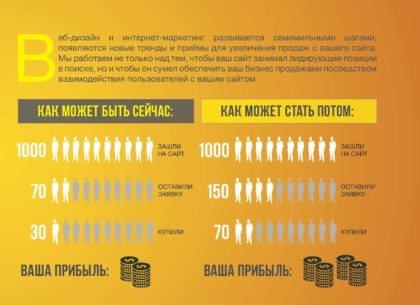 Веб-дизайн и интернет-маркетинг развивается семимильными шагами,
появляются новые тренды и приёмы для увеличения продаж с вашего сайта.
Мы работаем не только над тем, чтобы ваш сайт занимал лидирующие позиции
в поиске, но и чтобы он сумел обеспечить ваш бизнес продажами посредством
взаимодействия пользователей с вашим сайтом
КАК МОЖЕТ БЫТЬ СЕЙЧАС:
1000 ЗАШЛИ
НА САЙТ
70 ОСТАВИЛИ
ЗАЯВКУ
30 КУПИЛИ
ВАША ПРИБЫЛЬ:
КАК МОЖЕТ СТАТЬ ПОТОМ:
1000 ЗАШЛИ
НА САЙТ
150 ОСТАВИЛИ
ЗАЯВКУ
70 КУПИЛИ
ВАША ПРИБЫЛЬ: